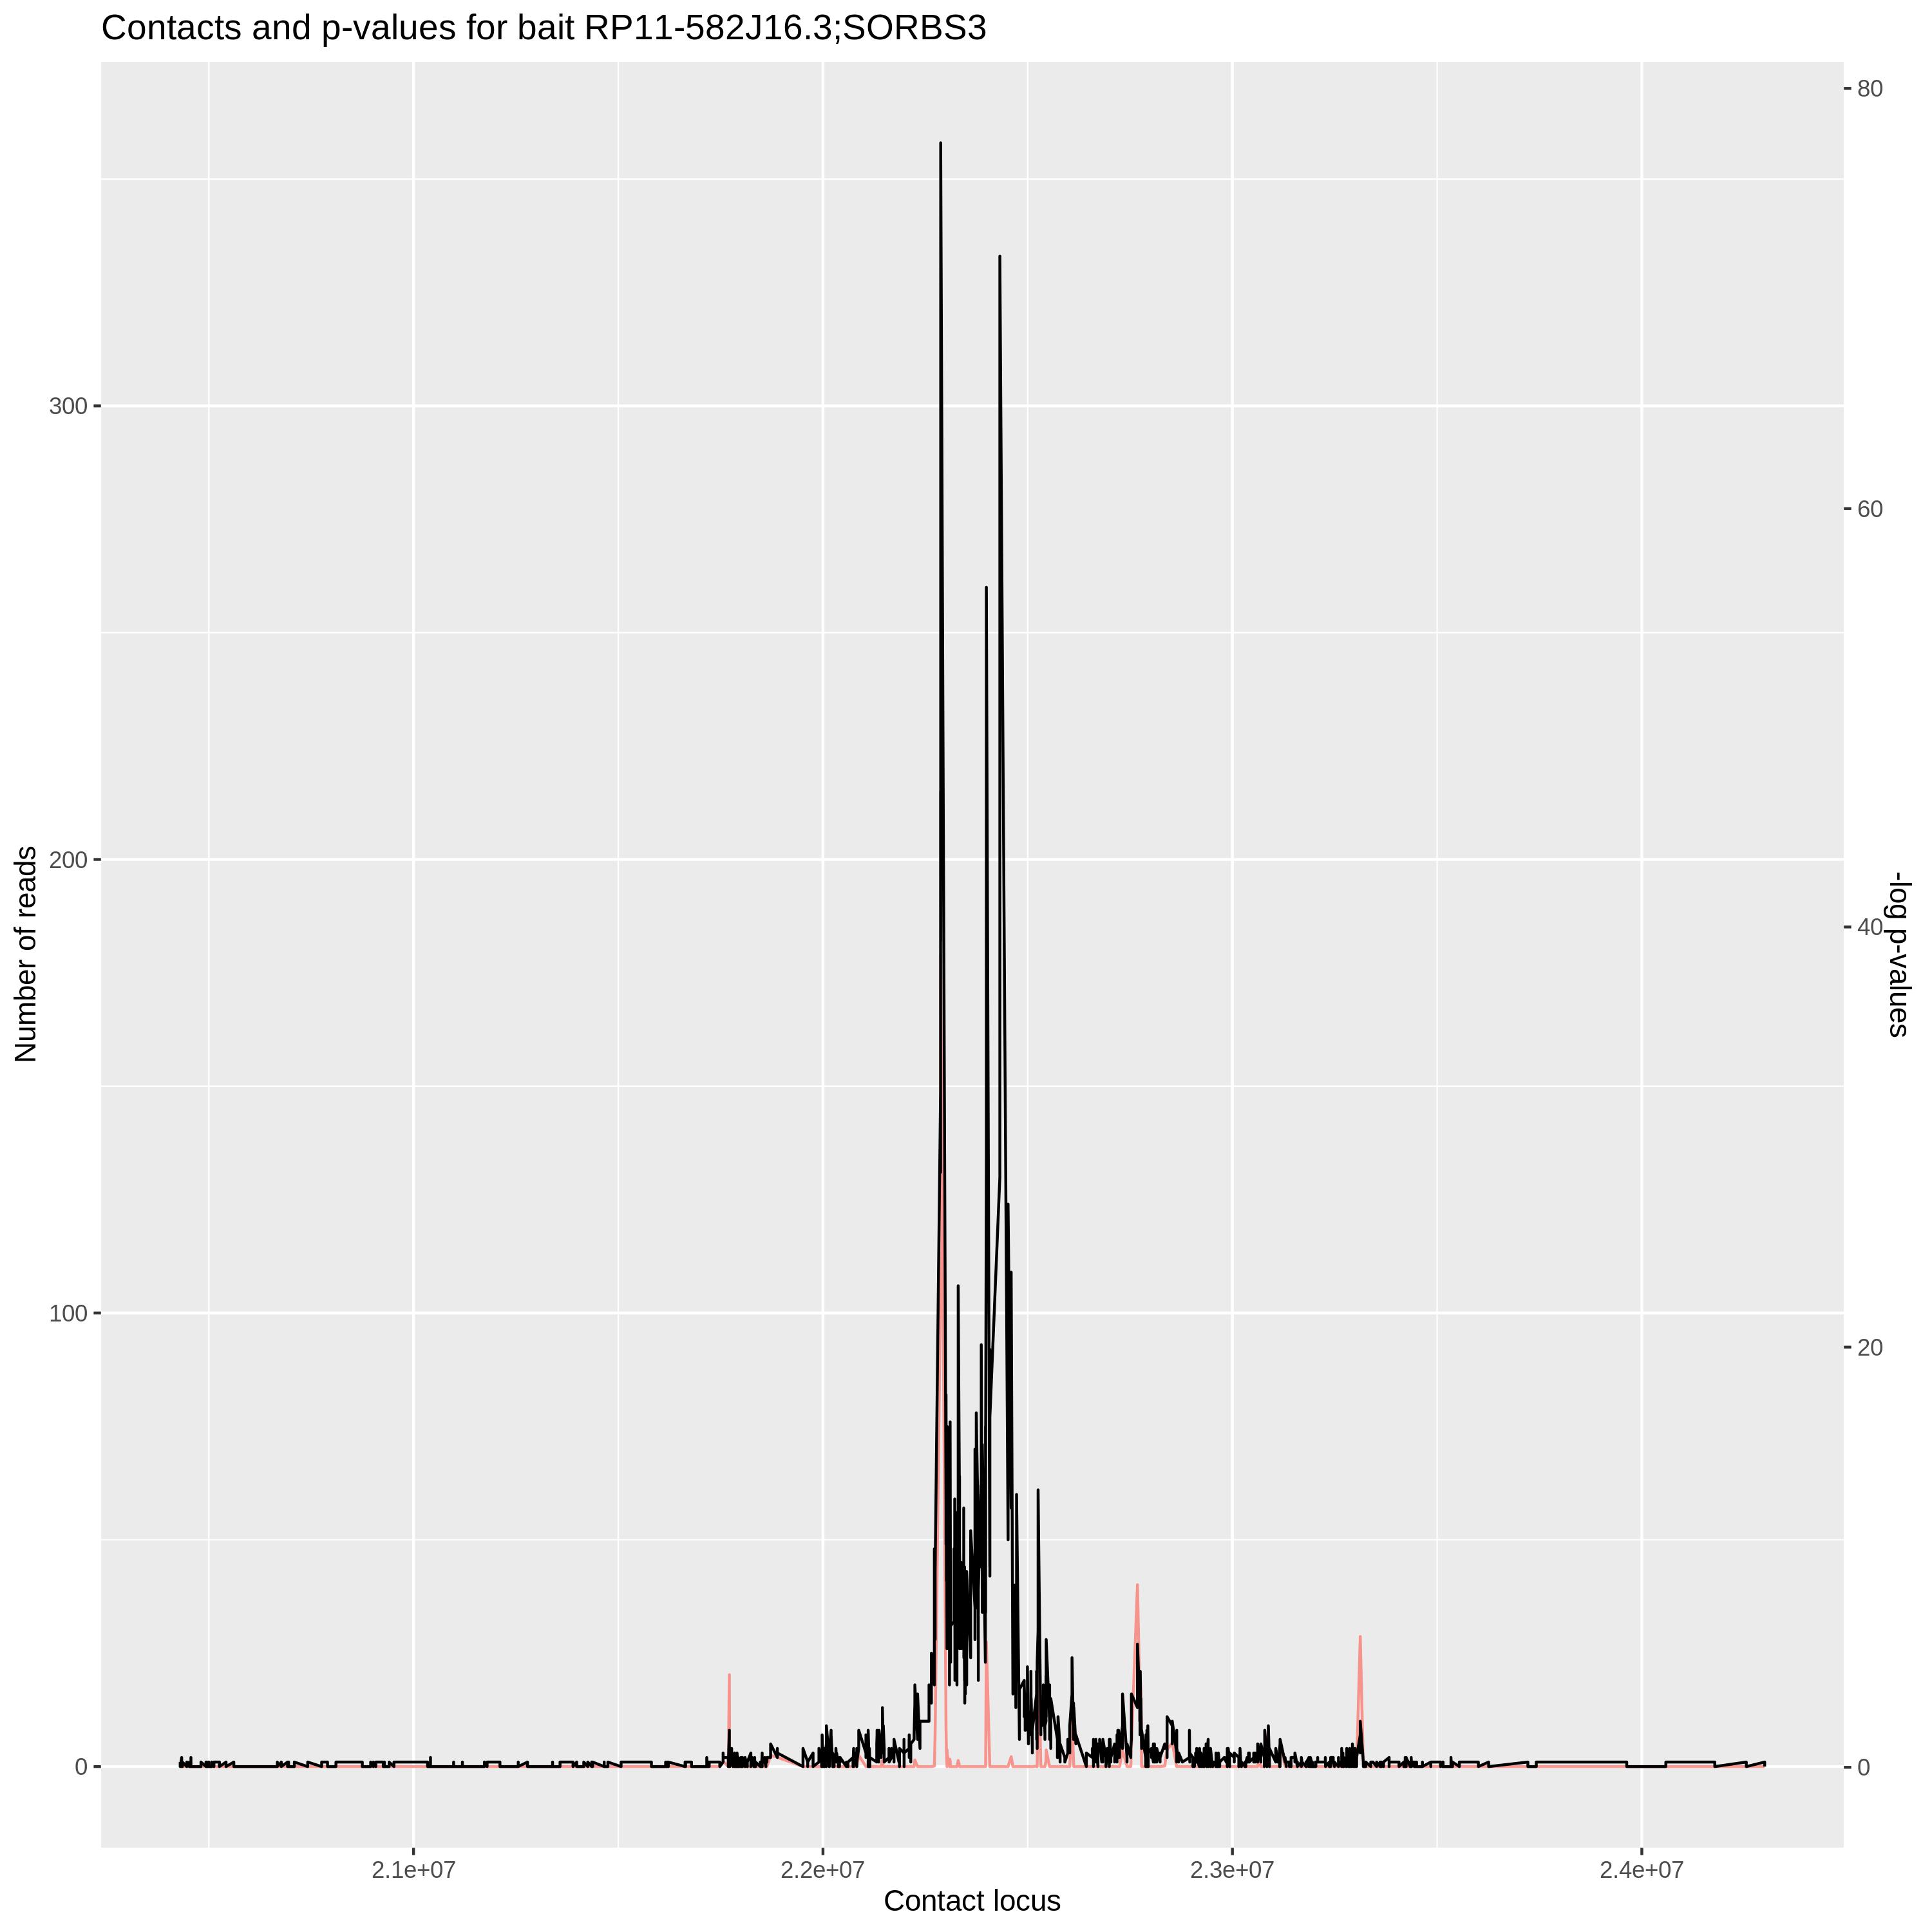 Contacts and p-values for bait RP11-582J16.3;SORBS3
Number of reads
300
200
100
0
80
60
40
20
0
-log p-values
2.1e+07 2.2e+07 2.3e+07 2.4e+07
Contact locus